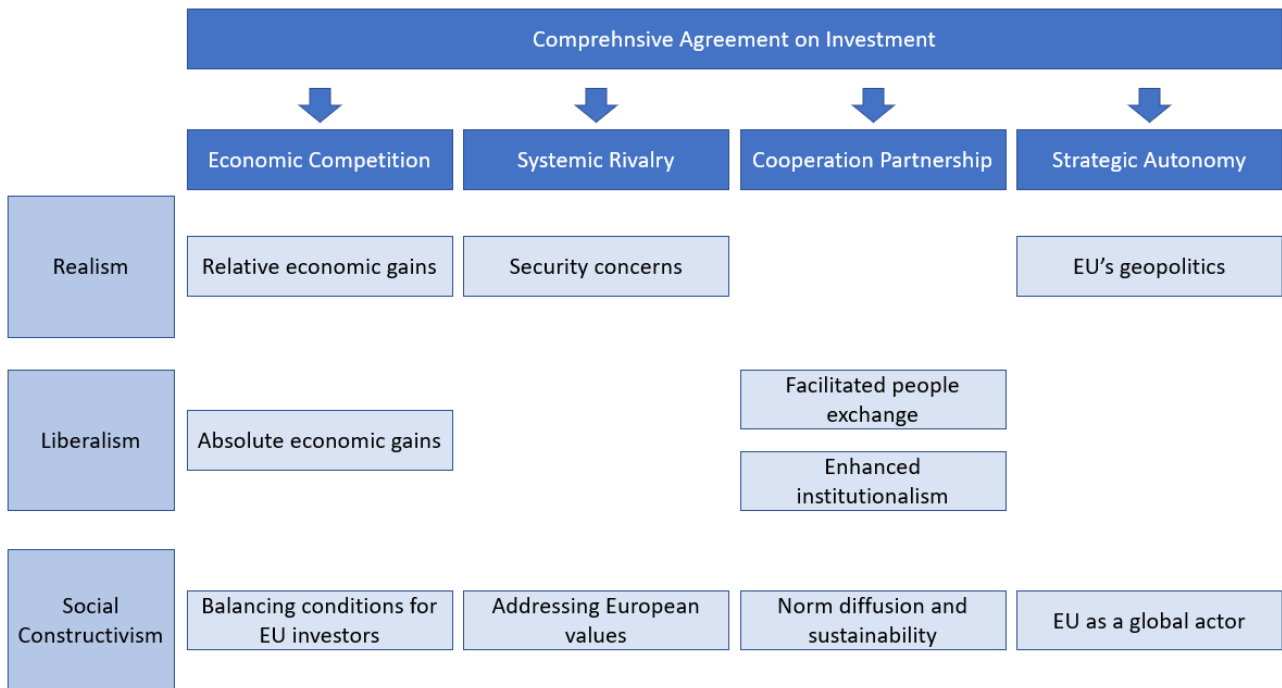 Comprehnsive Agreement on Investment
Economic Competition
Systemic Rivalry
Cooperation Partnership
Strategic Autonomy
Realism
Relative economic gains
Security concerns
EU’s geopolitics
Liberalism
Absolute economic gains
Facilitated people
exchange
Enhanced
institutionalism
Social
Constructivism
Balancing conditions for
EU investors
Addressing European
values
Norm diffusion and
sustainability
EU as a global actor